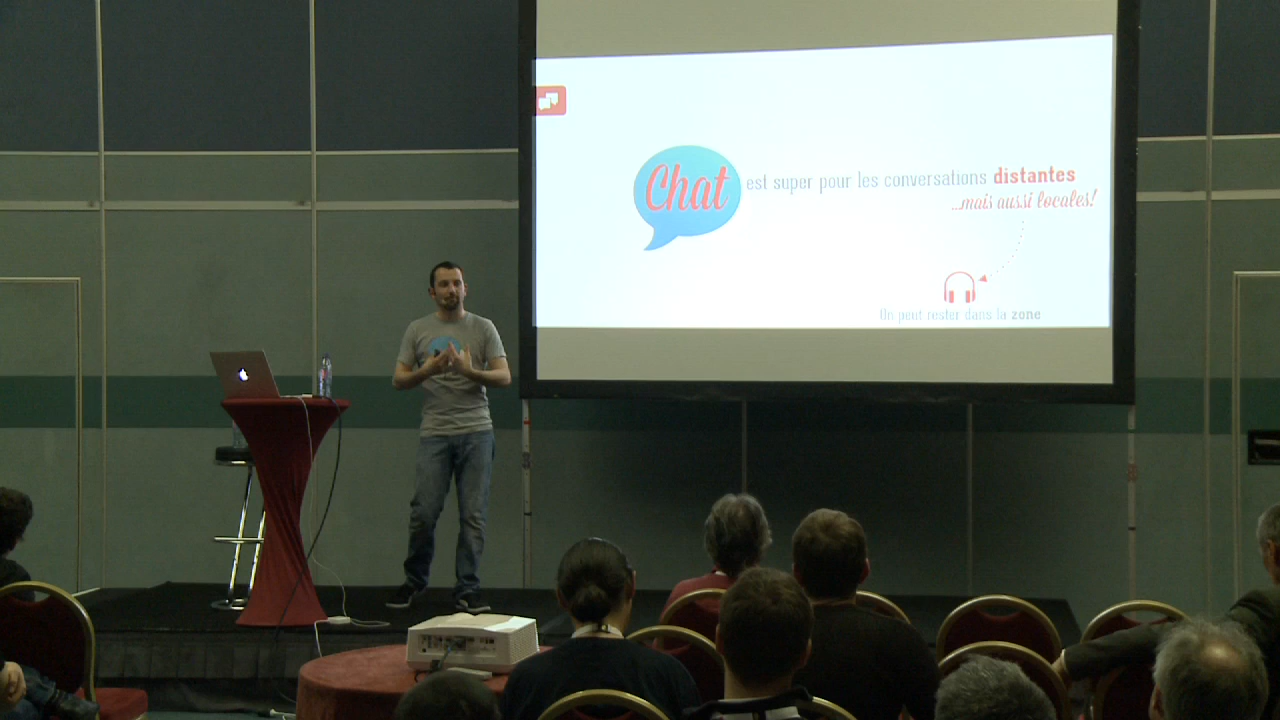 Chat est super pour les conversations distantes
...mais aussi locales!
On peut rester dans la zone